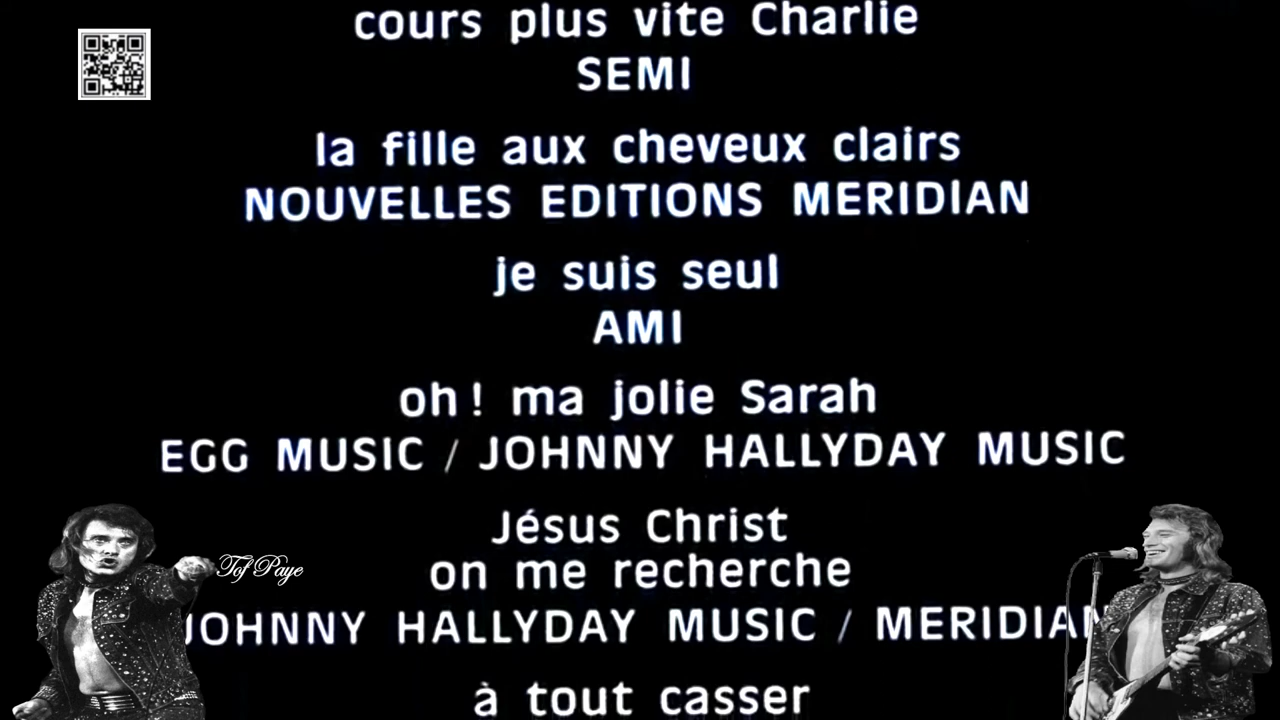 cours plus vite Charlie
SEMI
la fille aux cheveux clairs
NOUVELLES EDITIONS MERIDIAN
je suis seul
AMI
oh! ma jolie Sarah
EGG MUSIC / JOHNNY HALLYDAY MUSIC
Jésus Christ
on me recherche
Tof Paye
JOHNNY HALLYDAY MUSIC / MERIDIAN
à tout casser